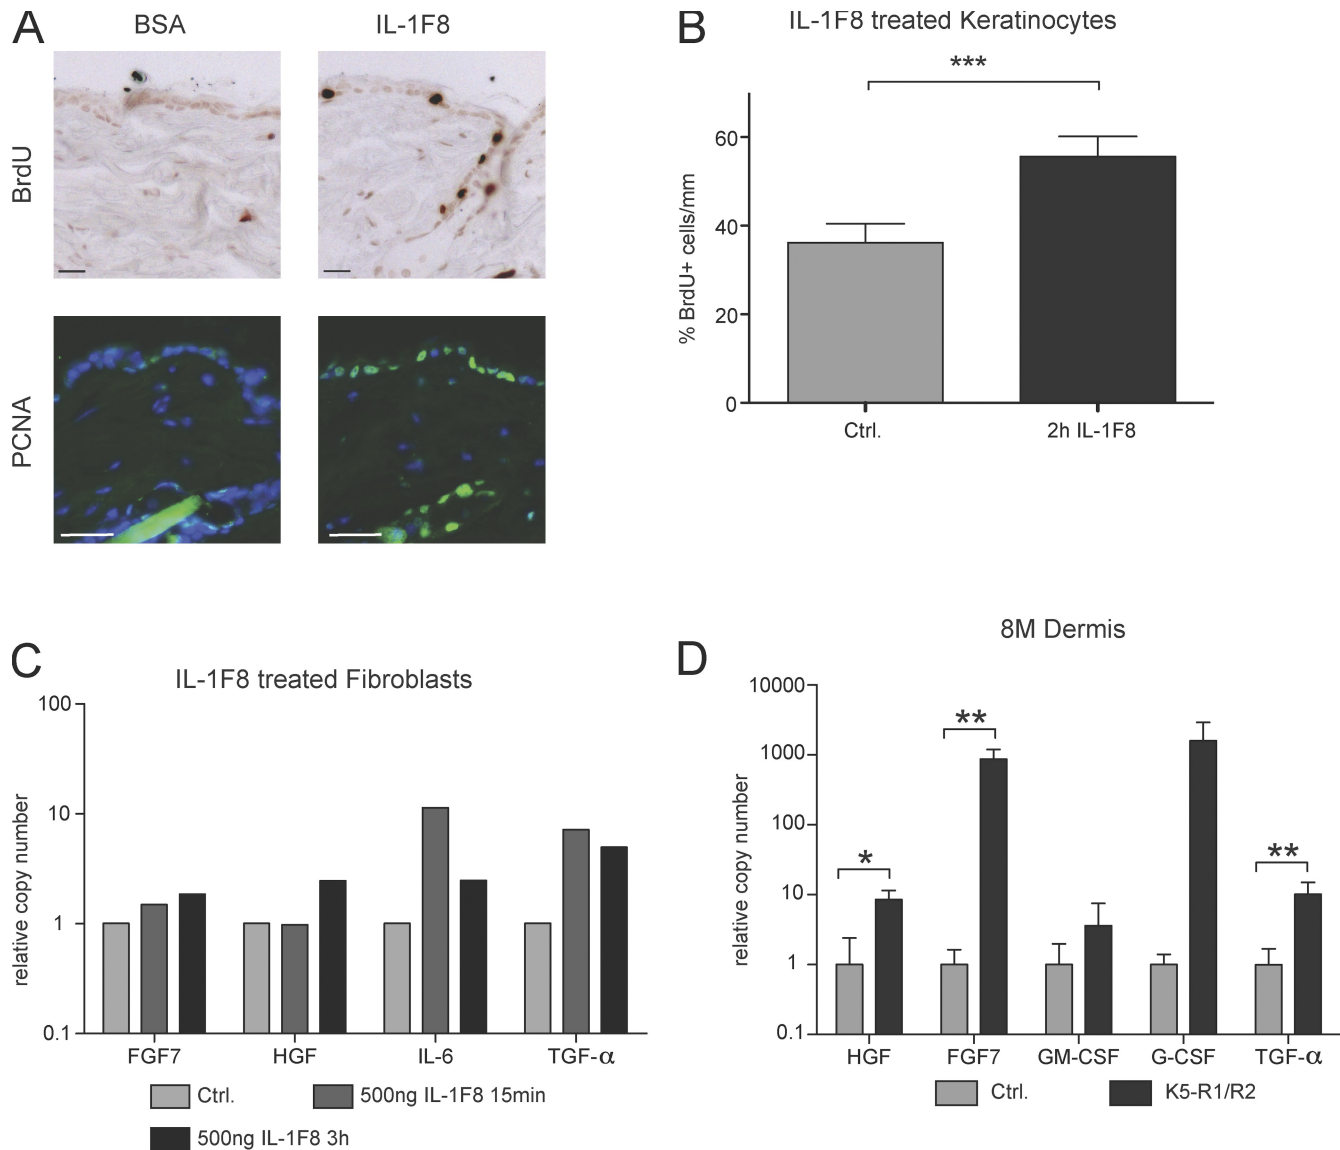 A
BSA
IL-1F8
BrdU
PCNA
B
IL-1F8 treated Keratinocytes
***
% BrdU+ cells/mm
60
40
20
0
Ctrl.
2h IL-1F8
C
IL-1F8 treated Fibroblasts
relative copy number
100
10
1
0.1
FGF7
HGF
IL-6
TGF-α
Ctrl.
500ng IL-1F8 15min
500ng IL-1F8 3h
D
8M Dermis
relative copy number
10000
1000
100
10
1
0.1
*
**
**
HGF
FGF7
GM-CSF
G-CSF
TGF-α
Ctrl.
K5-R1/R2